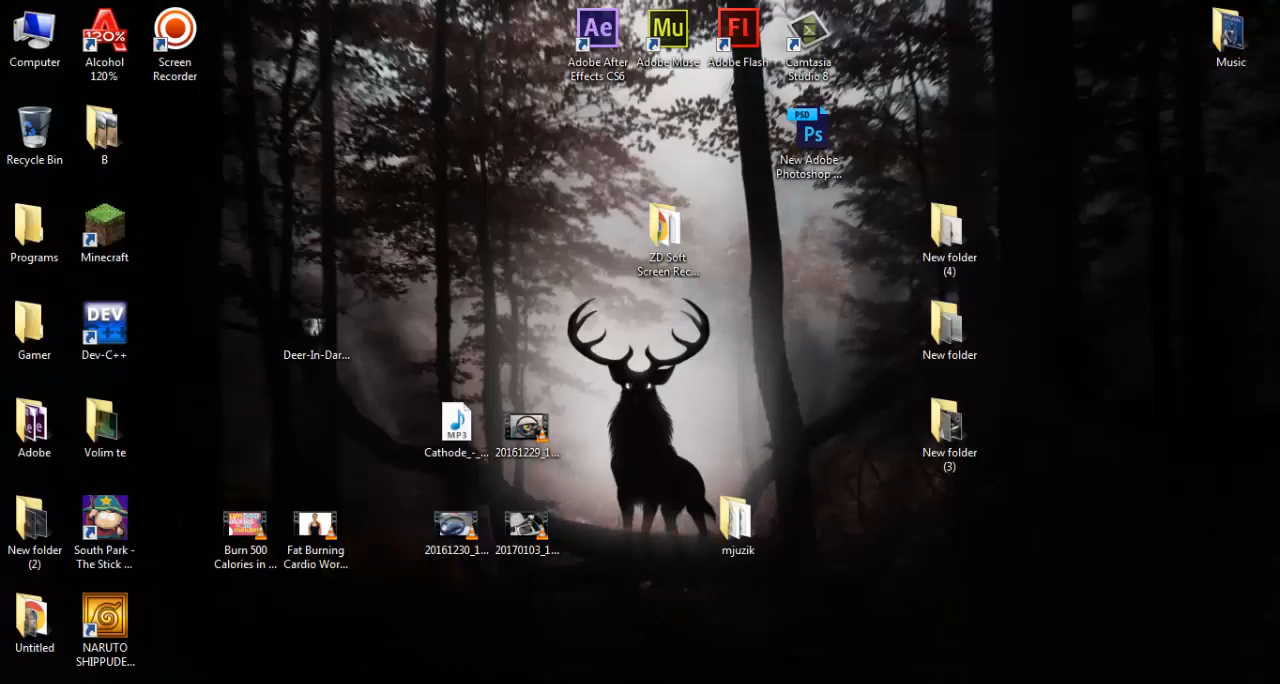 Computer
Alcohol
120%
Screen
Recorder
Adobe After
Effects CS6
Adobe Muse
Adobe Flash
Camtasia
Studio 8
Music
120%
Ae
Mu
Fl
Recycle Bin
B
PSD
Ps
New Adobe
Photoshop ...
Programs
Minecraft
ZD Soft
Screen Rec...
New folder
(4)
Gamer
DEV
Dev-C++
Deer-In-Dar...
New folder
Adobe
Volim te
MP3
Cathode_-_...
20161229_1...
New folder
(3)
New folder
(2)
South Park -
The Stick ...
Burn 500
Calories in ...
Fat Burning
Cardio Wor...
20161230_1...
20170103_1...
mjuzik
Untitled
NARUTO
SHIPPUDE...